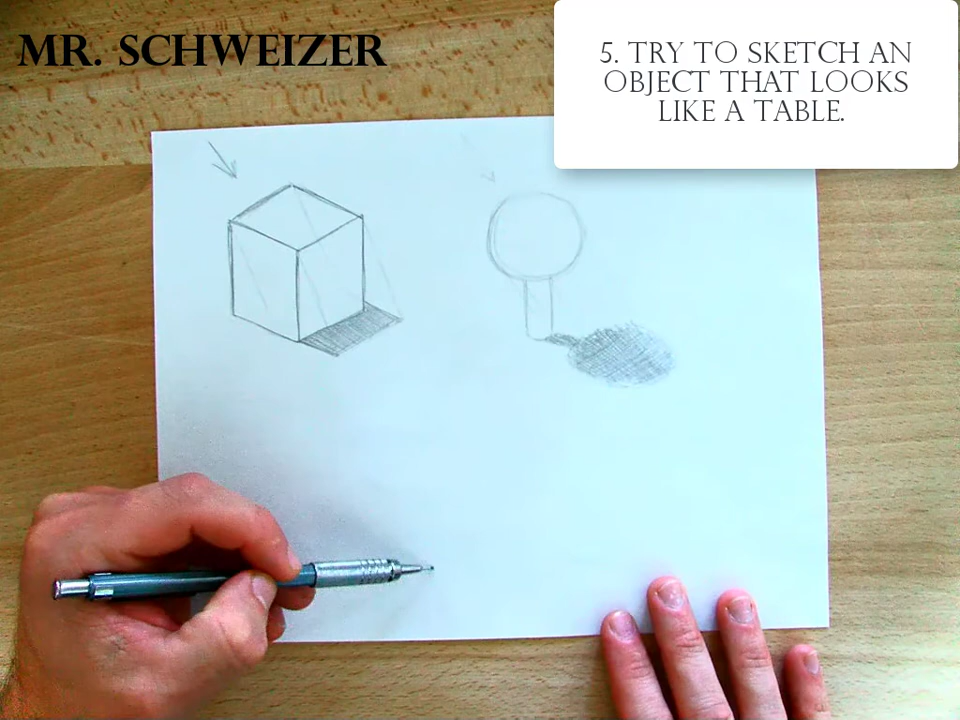 MR. SCHWEIZER
5. TRY TO SKETCH AN
OBJECT THAT LOOKS
LIKE A TABLE.